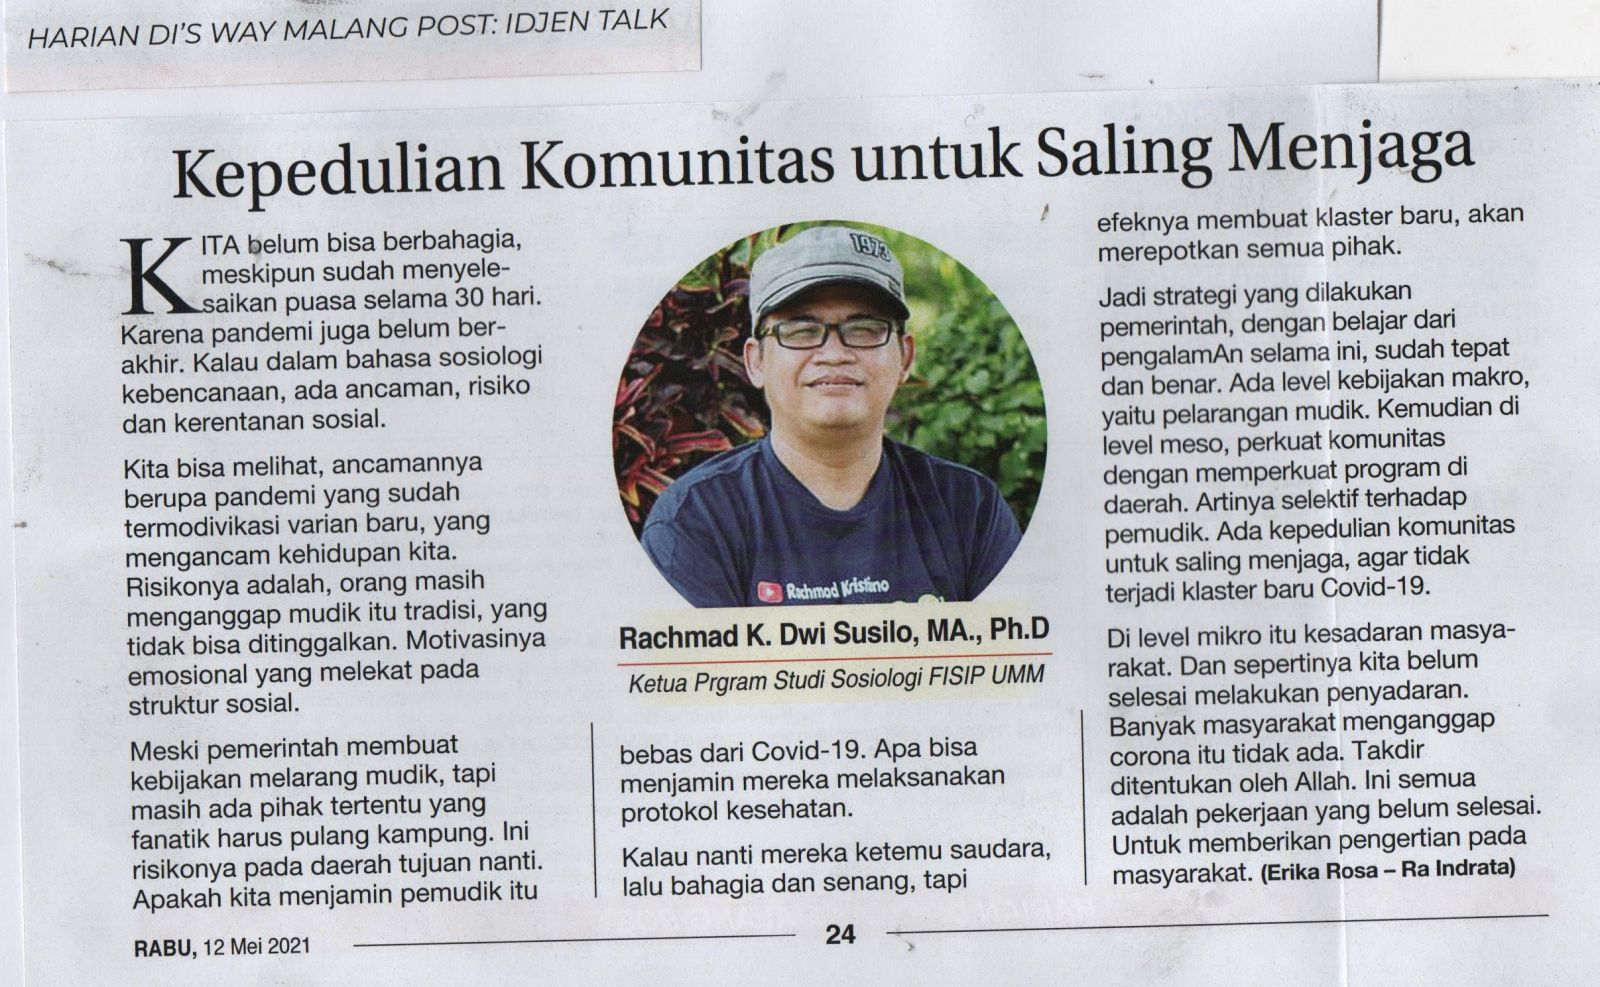 HARIAN DI'S WAY MALANG POST: IDJEN TALK
Kepedulian Komunitas untuk Saling Menjaga
KITA belum bisa berbahagia,
meskipun sudah menyele-
saikan puasa selama 30 hari.
Karena pandemi juga belum ber-
akhir. Kalau dalam bahasa sosiologi
kebencanaan, ada ancaman, risiko
dan kerentanan sosial.
Kita bisa melihat, ancamannya
berupa pandemi yang sudah
termodivikasi varian baru, yang
mengancam kehidupan kita.
Risikonya adalah, orang masih
menganggap mudik itu tradisi, yang
tidak bisa ditinggalkan. Motivasinya
emosional yang melekat pada
struktur sosial.
Meski pemerintah membuat
kebijakan melarang mudik, tapi
masih ada pihak tertentu yang
fanatik harus pulang kampung. Ini
risikonya pada daerah tujuan nanti.
Apakah kita menjamin pemudik itu
1973
Rachmad Kristino
Rachmad K. Dwi Susilo, MA., Ph.D
Ketua Prgram Studi Sosiologi FISIP UMM
bebas dari Covid-19. Apa bisa
menjamin mereka melaksanakan
protokol kesehatan.
Kalau nanti mereka ketemu saudara,
lalu bahagia dan senang, tapi
efeknya membuat klaster baru, akan
merepotkan semua pihak.
Jadi strategi yang dilakukan
pemerintah, dengan belajar dari
pengalamAn selama ini, sudah tepat
dan benar. Ada level kebijakan makro,
yaitu pelarangan mudik. Kemudian di
level meso, perkuat komunitas
dengan memperkuat program di
daerah. Artinya selektif terhadap
pemudik. Ada kepedulian komunitas
untuk saling menjaga, agar tidak
terjadi klaster baru Covid-19.
Di level mikro itu kesadaran masya-
rakat. Dan sepertinya kita belum
selesai melakukan penyadaran.
Banyak masyarakat menganggap
corona itu tidak ada. Takdir
ditentukan oleh Allah. Ini semua
adalah pekerjaan yang belum selesai.
Untuk memberikan pengertian pada
masyarakat. (Erika Rosa – Ra Indrata)
RABU, 12 Mei 2021
24